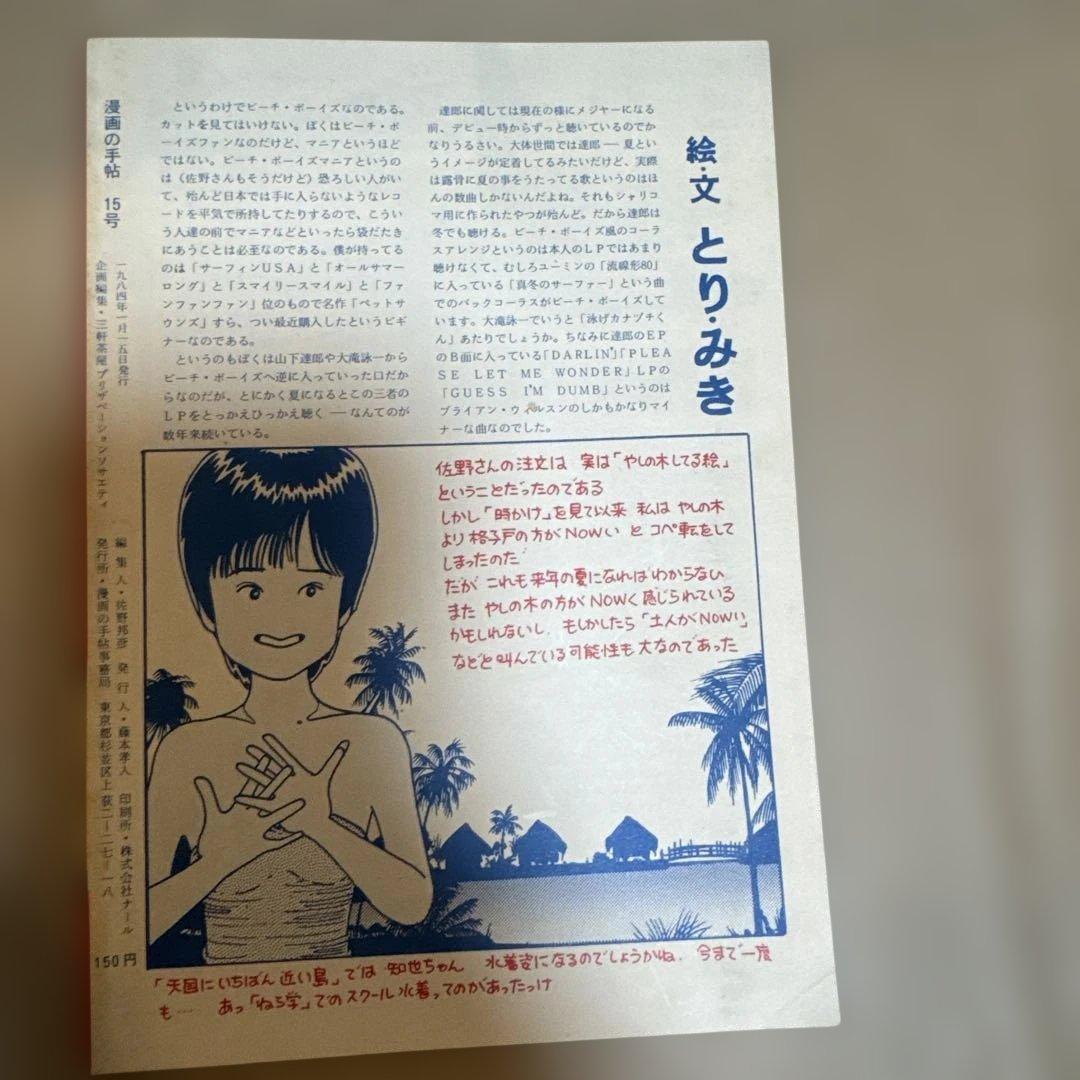 というわけでビーチ・ボーイズなのである。
カットを見てはいけない。ぼくはビーチ・ボ
ーイズファンなのだけど、マニアというほど
ではない。ビーチ・ボーイズマニアというの
は（佐野さんもそうだけど）恐ろしい人がい
て、殆んど日本では手に入らないようなレコ
ードを平気で所持してたりするので、こうい
う人達の前でマニアなどといったら袋だたき
にあうことは必至なのである。僕が持ってる
のは「サーフィンＵＳＡ」と「オールサマー
ロング」と「スマイリースマイル」と「ファ
ンファンファン」位のもので名作「ペットサ
ウンズ」すら、つい最近購入したというビギ
ナーなのである。
というのもぼくは山下達郎や大滝詠一から
ビーチ・ボーイズへ逆に入っていった口だか
らなのだが、とにかく夏になるとこの三者の
ＬＰをとっかえひっかえ聴く ― なんてのが
数年来続いている。
達郎に関しては現在の様にメジャーになる
前、デビュー時からずっと聴いているのでか
なりうるさい。大体世間では達郎 ― 夏とい
うイメージが定着してるみたいだけど、実際
は露骨に夏の事をうたってる歌というのはほ
んの数曲しかないんだよね。それもシャリコ
マ用に作られたやつが殆んど。だから達郎は
冬でも聴ける。ビーチ・ボーイズ風のコーラ
スアレンジというのは本人のＬＰではあまり
聴けなくて、むしろユーミンの「流線形80」
に入っている「真冬のサーファー」という曲
でのバックコーラスがビーチ・ボーイズして
います。大滝詠一でいうと「泳げカナヅチく
ん」あたりでしょうか。ちなみに達郎のＥＰ
のＢ面に入っている「DARLIN'」「PLEA
SE LET ME WONDER」ＬＰの
「GUESS I'M DUMB」というのは
ブライアン・ウィルスンのしかもかなりマイ
ナーな曲なのでした。
絵・文 とり・みき
佐野さんの注文は 実は「やしの木してる絵」
ということだったのである
しかし「時かけ」を見て以来 私は やしの木
より 格子戸の方がNOWい と コペ転をして
しまったのだ
だが これも来年の夏になればわからない
また やしの木の方がNOWく感じられている
かもしれないし、もしかしたら「土人がNOWい」
などと叫んでいる可能性も大なのであった
「天国にいちばん近い島」では 知也ちゃん 水着姿になるのでしょうかね、今まで一度
も… あっ「ねら学」でのスクール水着ってのがあったっけ
漫画の手帖 15号
一九八四年一月一五日発行
企画編集・三軒茶屋プリザベーションソサエティ
編集人・佐野邦彦 発行人・藤本孝人 印刷所・株式会社ナール
発行所・漫画の手帖事務局 東京都杉並区上荻二―二七―一八
150円